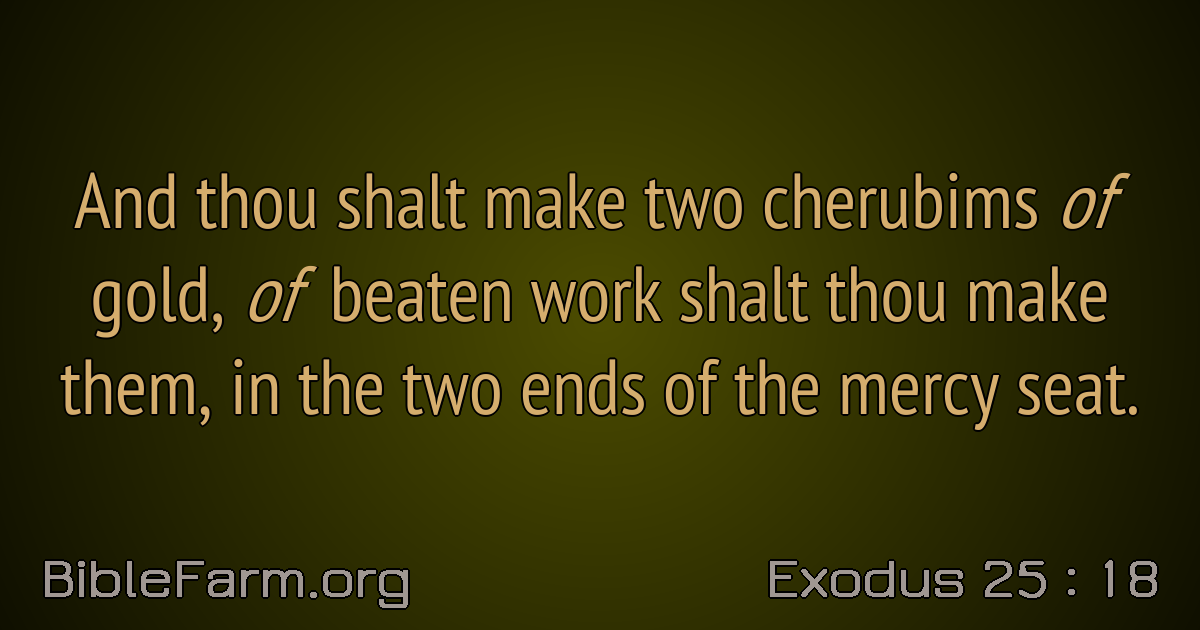 And thou shalt make two cherubims of
gold, of beaten work shalt thou make
them, in the two ends of the mercy seat.
BibleFarm.org
Exodus 25 : 18